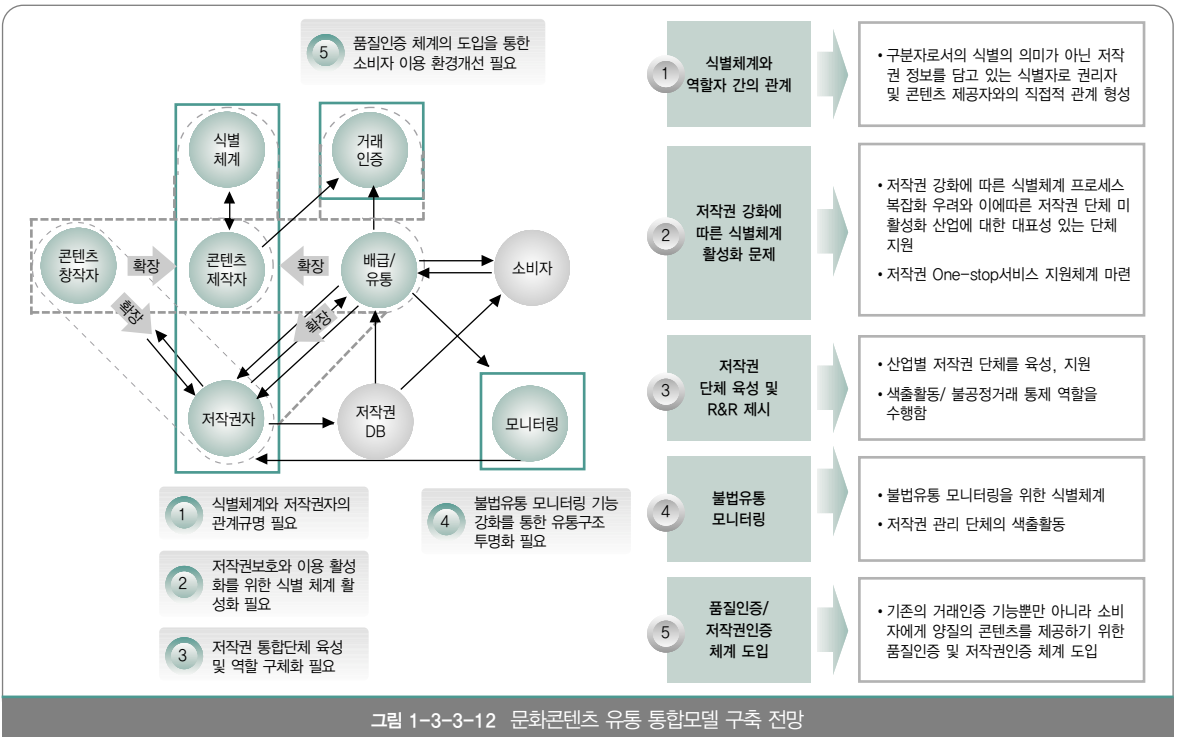 5
품질인증 체계의 도입을 통한
소비자 이용 환경개선 필요
식별
체계
거래
인증
콘텐츠
창작자
확장
콘텐츠
제작자
확장
배급/
유통
소비자
확장
확장
저작권자
저작권
DB
모니터링
1
식별체계와 저작권자의
관계규명 필요
2
저작권보호와 이용 활성
화를 위한 식별 체계 활
성화 필요
3
저작권 통합단체 육성
및 역할 구체화 필요
4
불법유통 모니터링 기능
강화를 통한 유통구조
투명화 필요
1
식별체계와
역할자 간의 관계
• 구분자로서의 식별의 의미가 아닌 저작
권 정보를 담고 있는 식별자로 권리자
및 콘텐츠 제공자와의 직접적 관계 형성
2
저작권 강화에
따른 식별체계
활성화 문제
• 저작권 강화에 따른 식별체계 프로세스
복잡화 우려와 이에따른 저작권 단체 미
활성화 산업에 대한 대표성 있는 단체
지원
• 저작권 One-stop서비스 지원체계 마련
3
저작권
단체 육성 및
R&R 제시
• 산업별 저작권 단체를 육성, 지원
• 색출활동/ 불공정거래 통제 역할을
수행함
4
불법유통
모니터링
• 불법유통 모니터링을 위한 식별체계
• 저작권 관리 단체의 색출활동
5
품질인증/
저작권인증
체계 도입
• 기존의 거래인증 기능뿐만 아니라 소비
자에게 양질의 콘텐츠를 제공하기 위한
품질인증 및 저작권인증 체계 도입
그림 1-3-3-12 문화콘텐츠 유통 통합모델 구축 전망